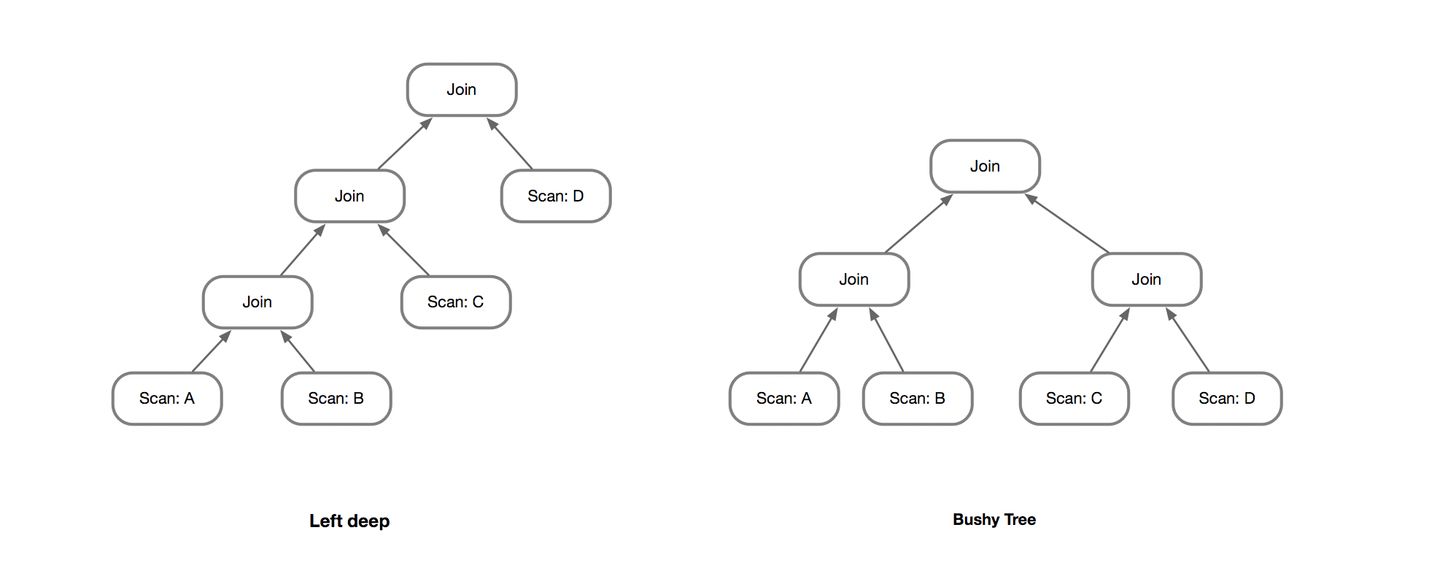 Join
Join
Scan: D
Join
Scan: C
Scan: A
Scan: B
Left deep
Join
Join
Join
Scan: A
Scan: B
Scan: C
Scan: D
Bushy Tree